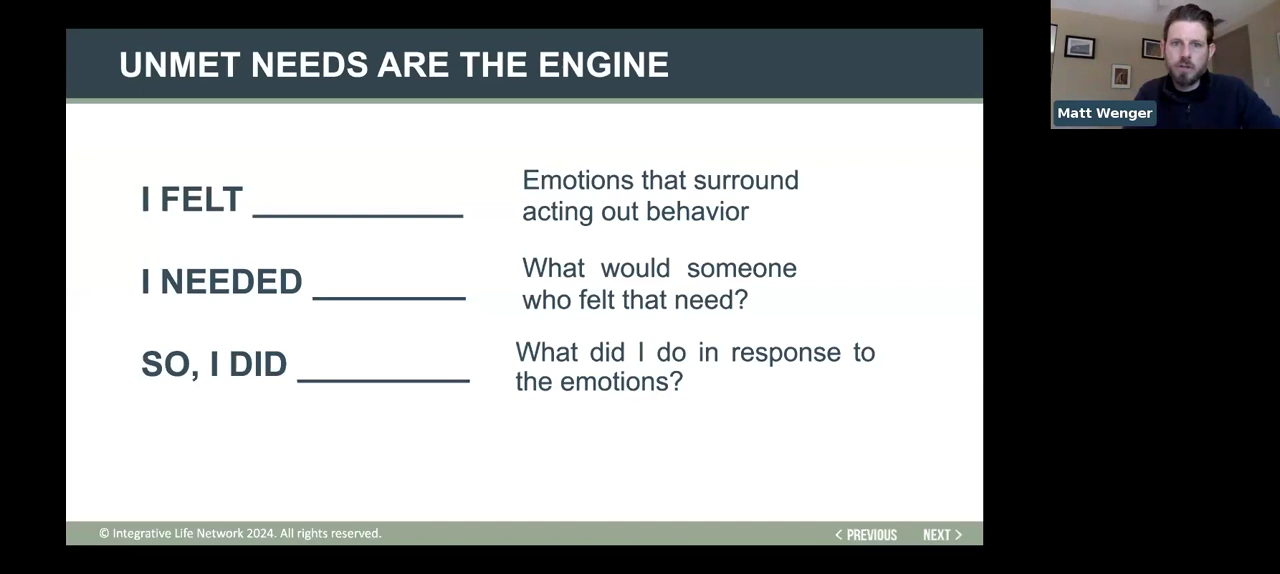 UNMET NEEDS ARE THE ENGINE
I FELT ______________
Emotions that surround
acting out behavior
I NEEDED __________
What would someone
who felt that need?
SO, I DID ___________
What did I do in response to
the emotions?
© Integrative Life Network 2024. All rights reserved.
< PREVIOUS NEXT >
Matt Wenger